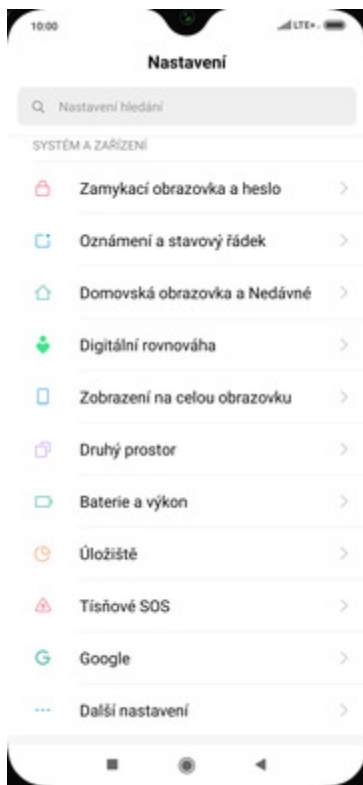 10:00
LTE+
Nastavení
Nastavení hledání
SYSTÉM A ZAŘÍZENÍ
Zamykací obrazovka a heslo
Oznámení a stavový řádek
Domovská obrazovka a Nedávné
Digitální rovnováha
Zobrazení na celou obrazovku
Druhý prostor
Baterie a výkon
Úložiště
Tísňové SOS
Google
Další nastavení